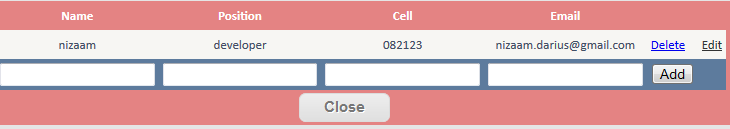 Name Position Cell Email
nizaam developer 082123 nizaam.darius@gmail.com Delete Edit
Add
Close